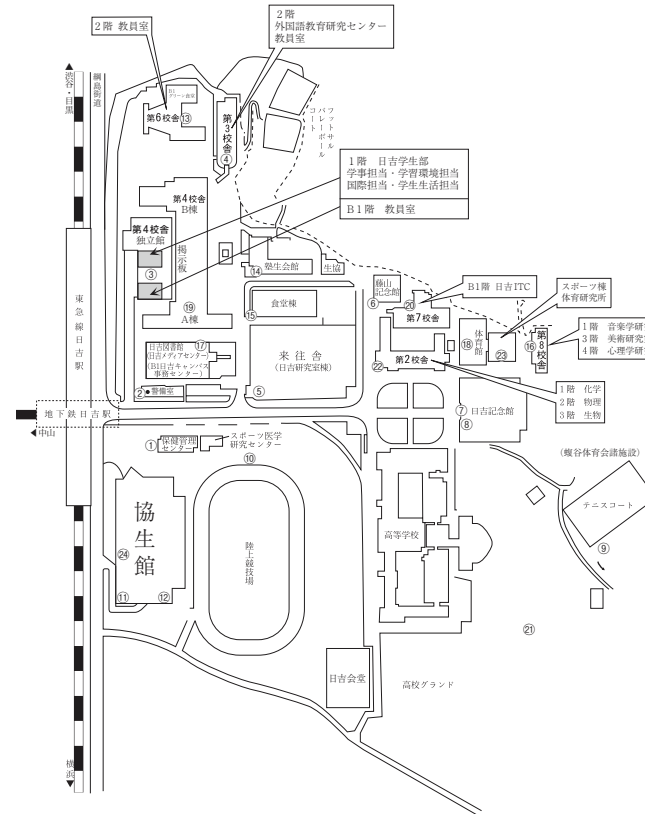 2階 教員室
2階
外国語教育研究センター
教員室
▲
渋谷・目黒
綱島街道
B1
グリーン食堂
第6校舎
⑬
第3校舎
④
フットサル
バレーボール
コート
1階 日吉学生部
学事担当・学習環境担当
国際担当・学生生活担当
B1階 教員室
第4校舎
B棟
第4校舎
独立館
③
掲示板
⑲
A棟
⑭
塾生会館
生協
⑮
食堂棟
藤山
記念館
⑥
B1階 日吉ITC
⑳
第7校舎
スポーツ棟
体育研究所
体育館
⑱
㉓
⑯
第8校舎
1階 音楽学研
3階 美術研究
4階 心理学研
東急線日吉駅
日吉図書館
(日吉メディアセンター)
(B1日吉キャンパス
事務センター)
⑰
来往舎
(日吉研究室棟)
⑤
第2校舎
㉒
1階 化学
2階 物理
3階 生物
②
警備室
地下鉄日吉駅
◀中山
⑦
日吉記念館
⑧
①
保健管理
センター
スポーツ医学
研究センター
⑩
(蝮谷体育会諸施設)
テニスコート
⑨
協生館
㉔
⑪
⑫
陸上競技場
高等学校
㉑
日吉会堂
高校グランド
横浜
▼